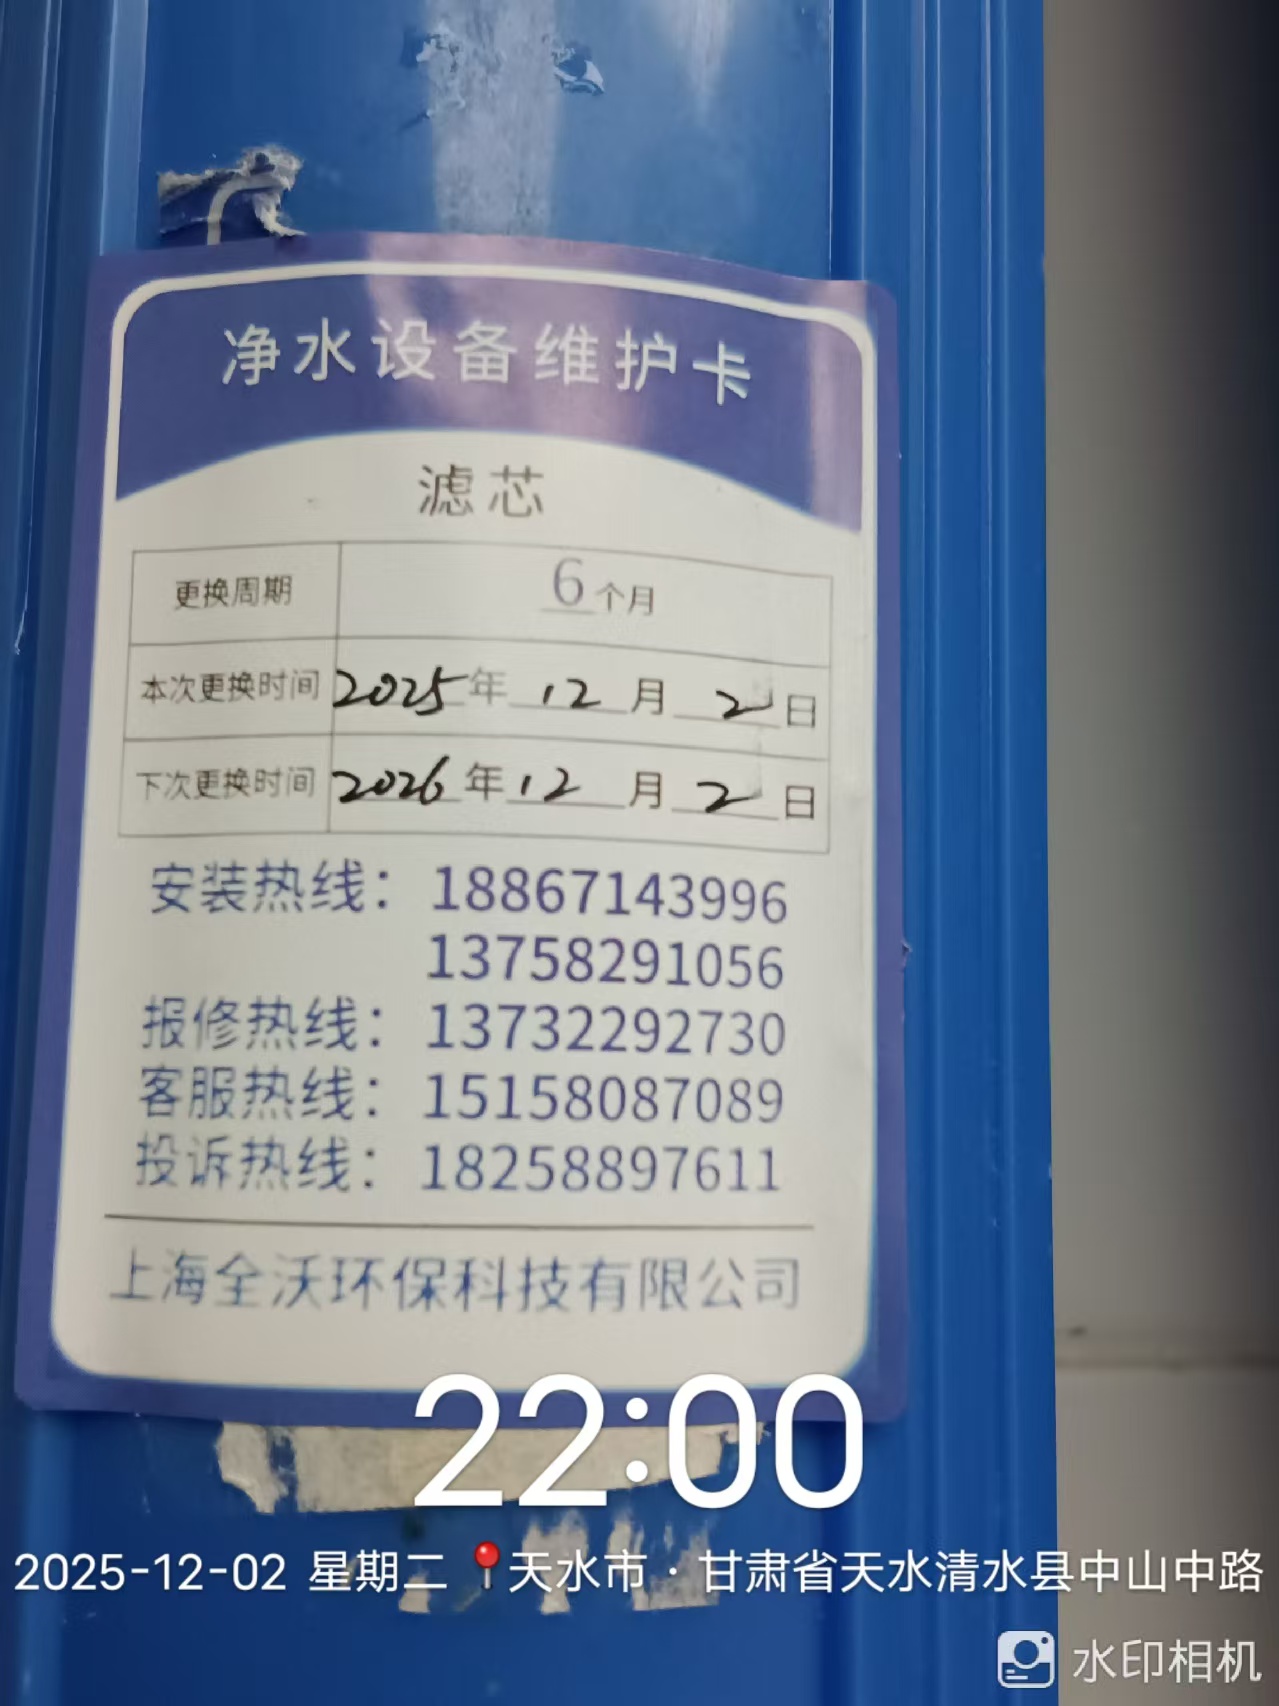 净水设备维护卡
滤芯
更换周期 6个月
本次更换时间 2025年12月2日
下次更换时间 2026年12月2日
安装热线：18867143996
13758291056
报修热线：13732292730
客服热线：15158087089
投诉热线：18258897611
上海全沃环保科技有限公司
22:00
2025-12-02 星期二 📍天水市 · 甘肃省天水清水县中山中路
水印相机